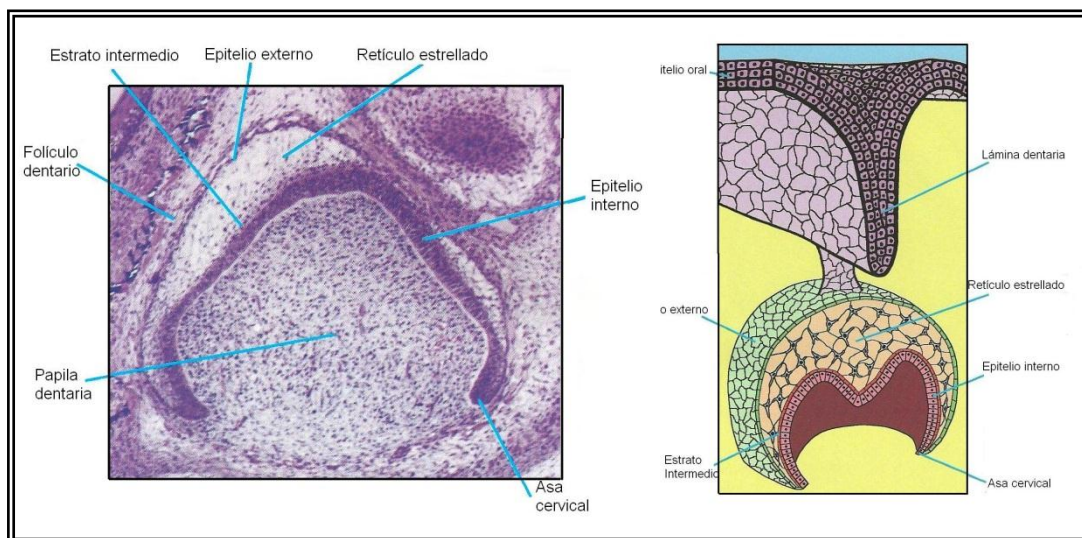 Estrato intermedio
Epitelio externo
Retículo estrellado
Folículo
dentario
Epitelio
interno
Papila
dentaria
Asa
cervical
itelio oral
Lámina dentaria
Retículo estrellado
o externo
Epitelio interno
Estrato
Intermedio
Asa cervical